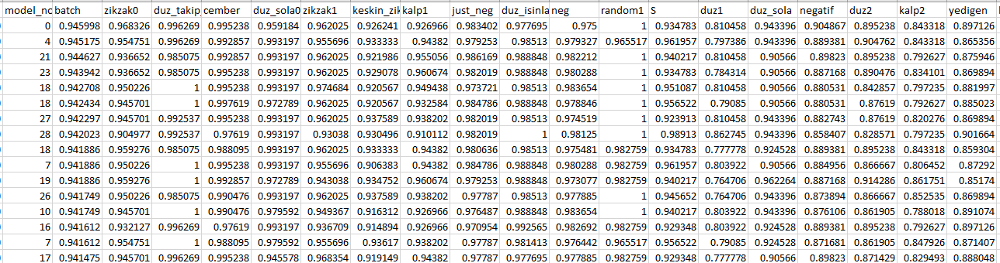 model_no batch zikzak0 duz_takip cember duz_sola0 zikzak1 keskin_zik kalp1 just_neg duz_isinla neg random1 S duz1 duz_sola negatif duz2 kalp2 yedigen
0 0.945998 0.968326 0.996269 0.995238 0.959184 0.962025 0.926241 0.926966 0.983402 0.977695 0.975 1 0.934783 0.810458 0.943396 0.904867 0.895238 0.843318 0.897126
4 0.945175 0.954751 0.996269 0.992857 0.993197 0.955696 0.933333 0.94382 0.979253 0.98513 0.979327 0.965517 0.961957 0.797386 0.943396 0.889381 0.904762 0.843318 0.865356
21 0.944627 0.936652 0.985075 0.992857 0.993197 0.962025 0.921986 0.955056 0.986169 0.988848 0.982212 1 0.940217 0.810458 0.90566 0.89823 0.895238 0.792627 0.875946
23 0.943942 0.936652 0.985075 0.992857 0.993197 0.962025 0.929078 0.960674 0.982019 0.988848 0.980288 1 0.934783 0.784314 0.90566 0.887168 0.890476 0.834101 0.869894
18 0.942708 0.950226 1 0.995238 0.993197 0.974684 0.920567 0.949438 0.973721 0.98513 0.983654 1 0.951087 0.810458 0.943396 0.880531 0.842857 0.797235 0.881997
18 0.942434 0.945701 1 0.997619 0.972789 0.962025 0.920567 0.932584 0.984786 0.988848 0.978846 1 0.956522 0.79085 0.943396 0.880531 0.87619 0.792627 0.885023
27 0.942297 0.945701 0.992537 0.995238 0.993197 0.962025 0.937589 0.938202 0.982019 0.98513 0.974519 1 0.923913 0.810458 0.943396 0.882743 0.87619 0.820276 0.869894
28 0.942023 0.904977 0.992537 0.97619 0.993197 0.93038 0.930496 0.910112 0.982019 1 0.98125 1 0.98913 0.862745 0.943396 0.858407 0.828571 0.797235 0.901664
18 0.941886 0.959276 0.985075 0.988095 0.993197 0.962025 0.933333 0.94382 0.980636 0.98513 0.975481 0.982759 0.934783 0.777778 0.924528 0.889381 0.895238 0.843318 0.859304
7 0.941886 0.950226 1 0.995238 0.993197 0.955696 0.906383 0.94382 0.984786 0.988848 0.980288 0.982759 0.961957 0.803922 0.90566 0.884956 0.866667 0.806452 0.87292
19 0.941886 0.959276 1 0.992857 0.972789 0.943038 0.934752 0.960674 0.979253 0.988848 0.973077 0.982759 0.940217 0.764706 0.962264 0.887168 0.914286 0.861751 0.85174
26 0.941749 0.950226 0.985075 0.990476 0.993197 0.962025 0.937589 0.938202 0.97787 0.98513 0.977885 1 0.945652 0.764706 0.943396 0.873894 0.866667 0.852535 0.869894
10 0.941749 0.945701 1 0.990476 0.979592 0.949367 0.916312 0.926966 0.976487 0.988848 0.983654 1 0.940217 0.803922 0.943396 0.876106 0.861905 0.788018 0.891074
16 0.941612 0.932127 0.996269 0.97619 0.993197 0.936709 0.914894 0.926966 0.970954 0.992565 0.982692 0.982759 0.929348 0.803922 0.924528 0.889381 0.895238 0.792627 0.897126
7 0.941612 0.954751 1 0.988095 0.979592 0.955696 0.93617 0.938202 0.97787 0.981413 0.976442 0.965517 0.956522 0.79085 0.924528 0.871681 0.861905 0.847926 0.871407
17 0.941475 0.945701 0.996269 0.995238 0.945578 0.968354 0.919149 0.94382 0.97787 0.977695 0.977885 0.982759 0.929348 0.777778 0.90566 0.89823 0.871429 0.829493 0.888048